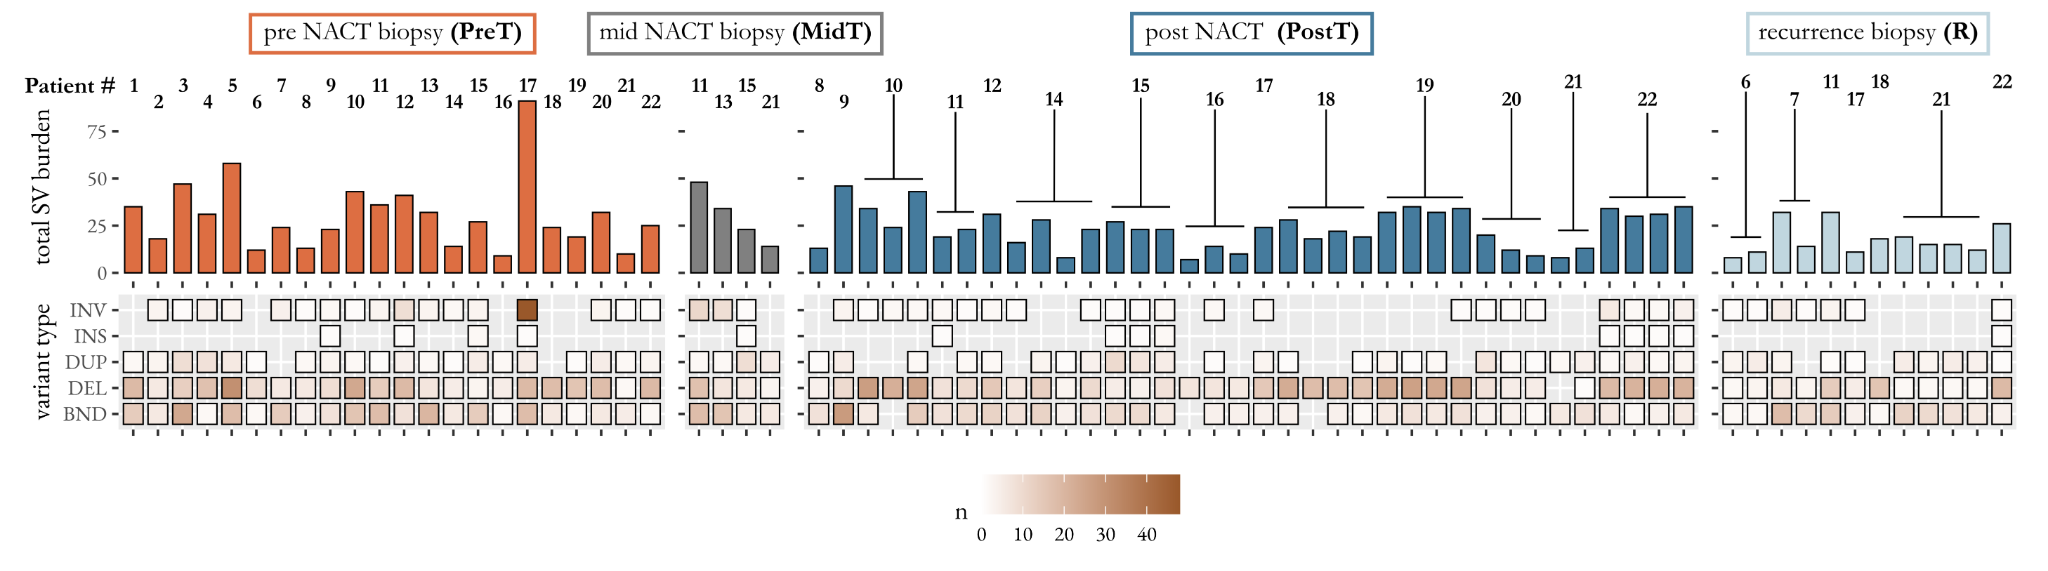 pre NACT biopsy (PreT)
mid NACT biopsy (MidT)
post NACT (PostT)
recurrence biopsy (R)
Patient # 1 3 5 7 9 11 13 15 17 19 21
2 4 6 8 10 12 14 16 18 20 22
11 15
13 21
8 10 12 14 15 17 19 21 22
9 11 16 18 20
6 11 18 22
7 17 21
total SV burden
75
50
25
0
variant type
INV
INS
DUP
DEL
BND
n
0 10 20 30 40